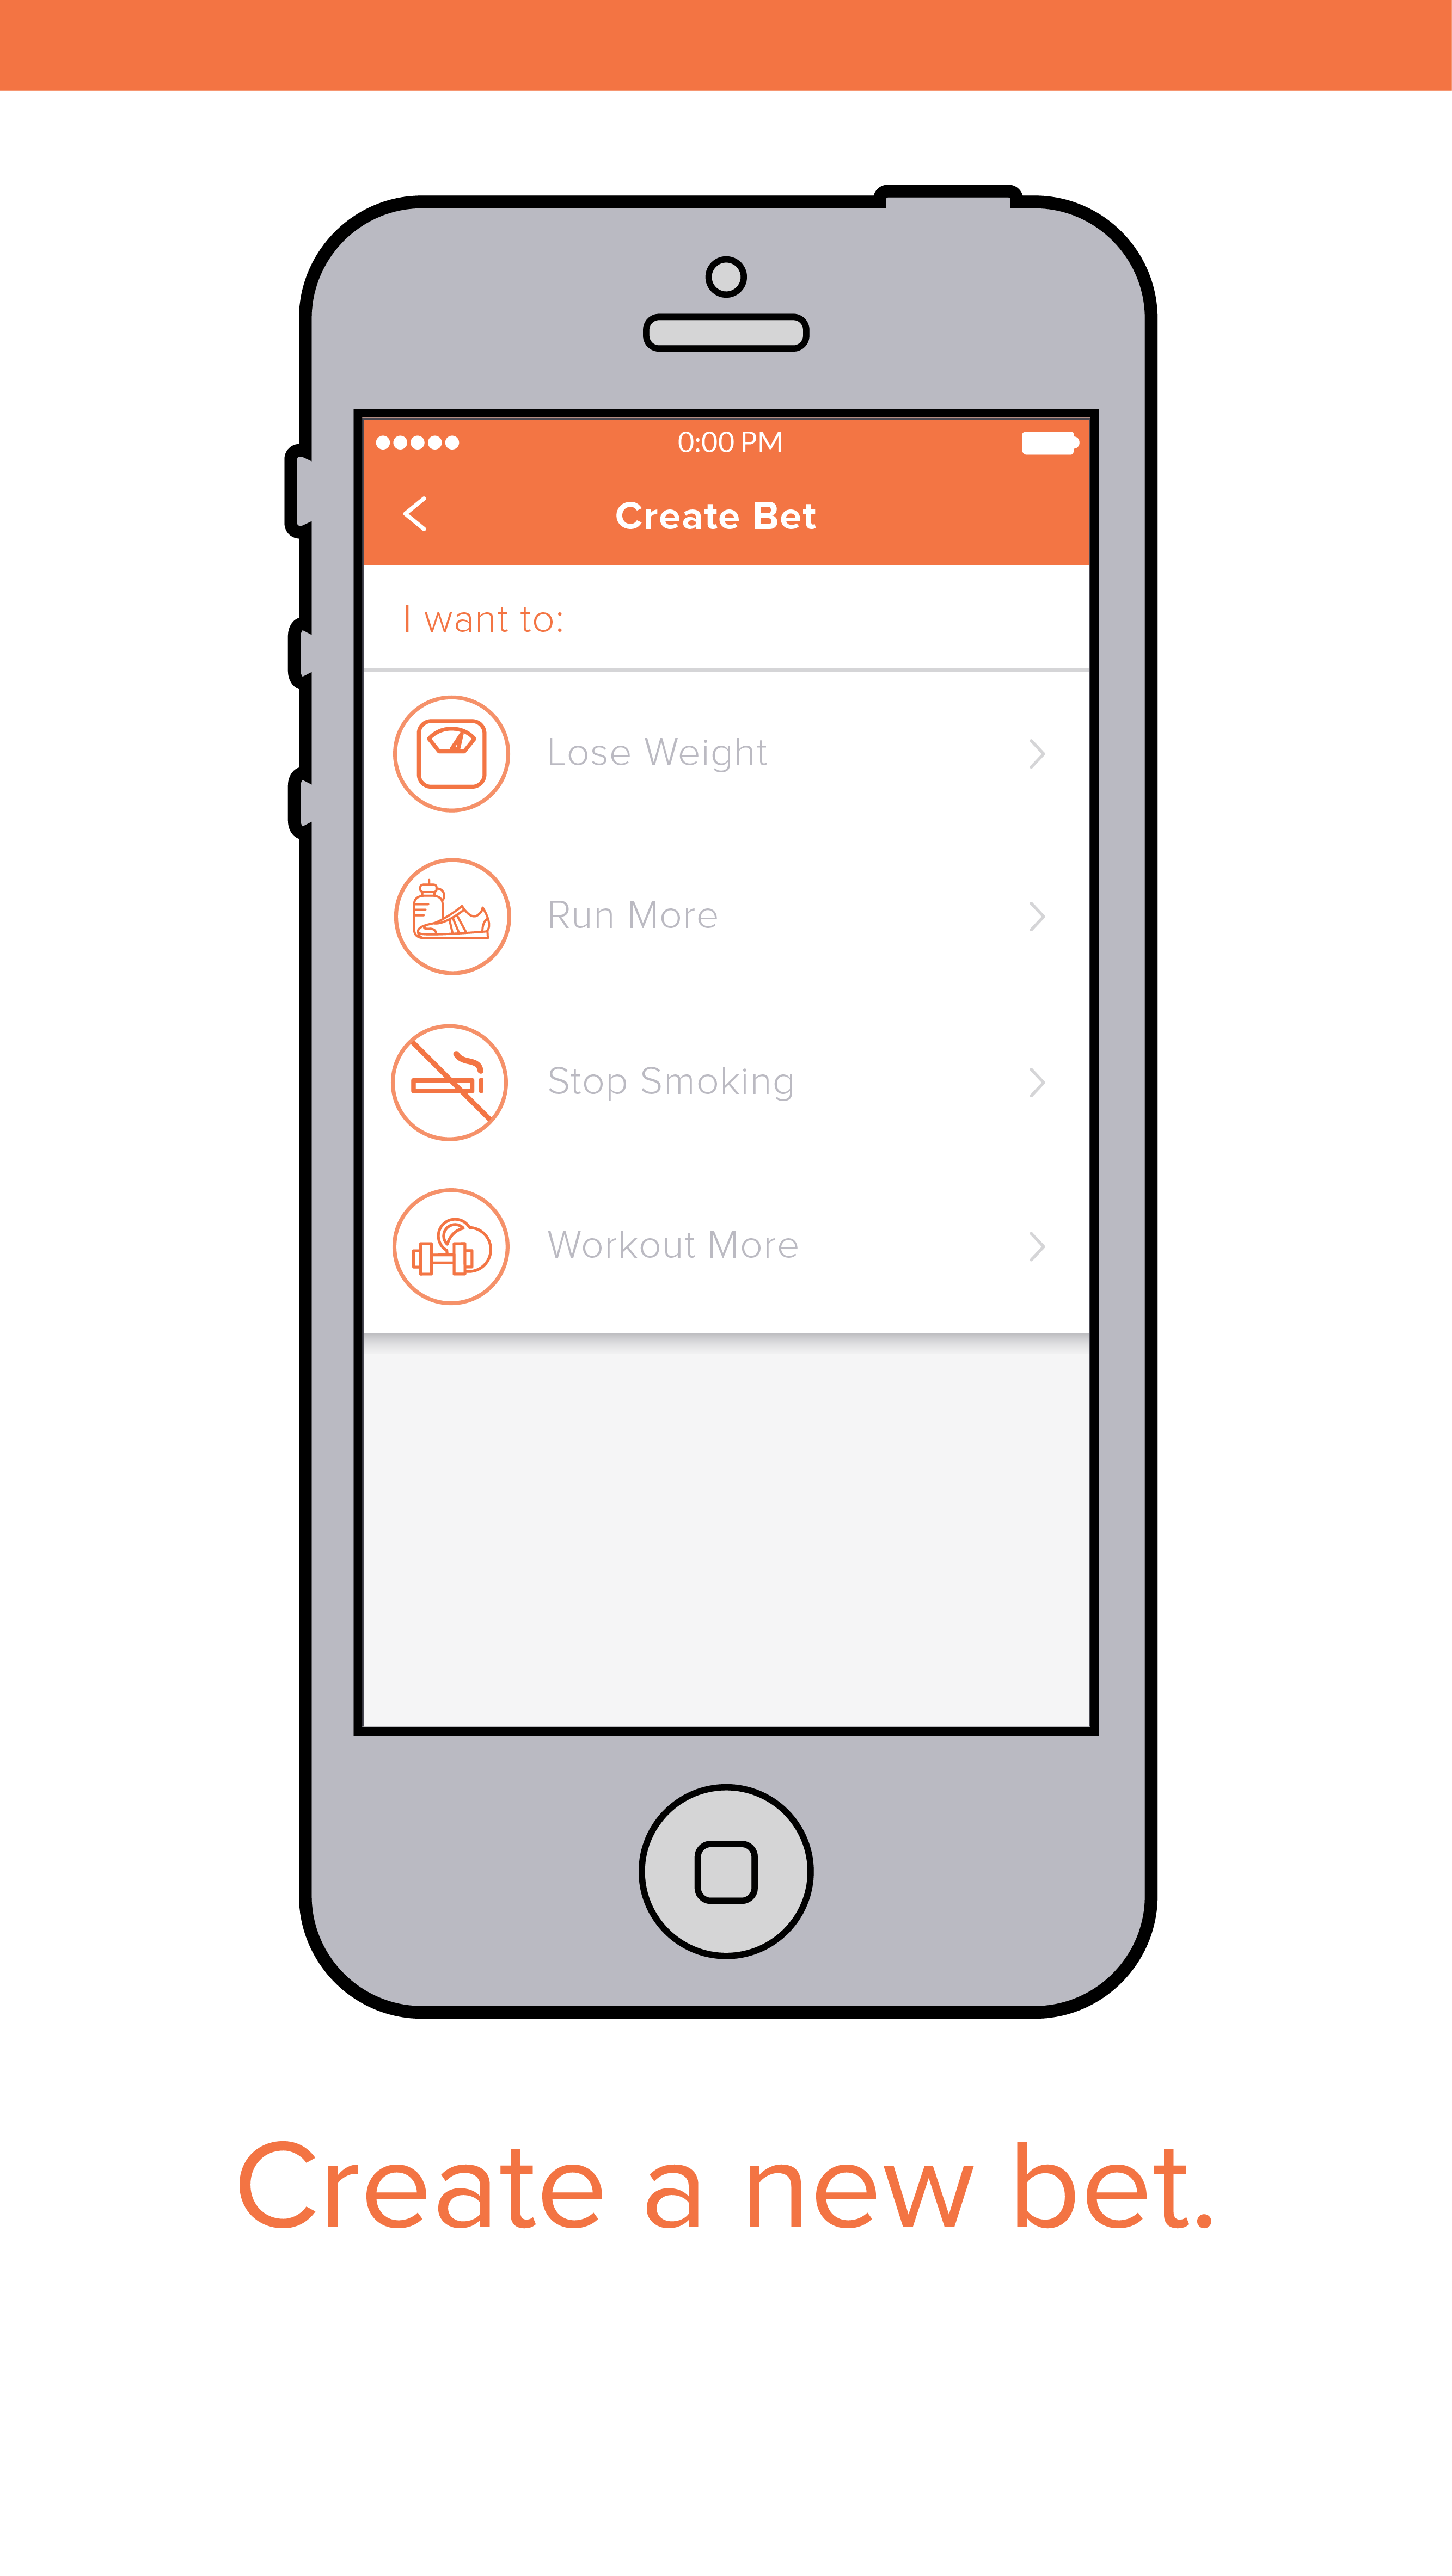 0:00 PM
Create Bet
I want to:
Lose Weight
Run More
Stop Smoking
Workout More
Create a new bet.